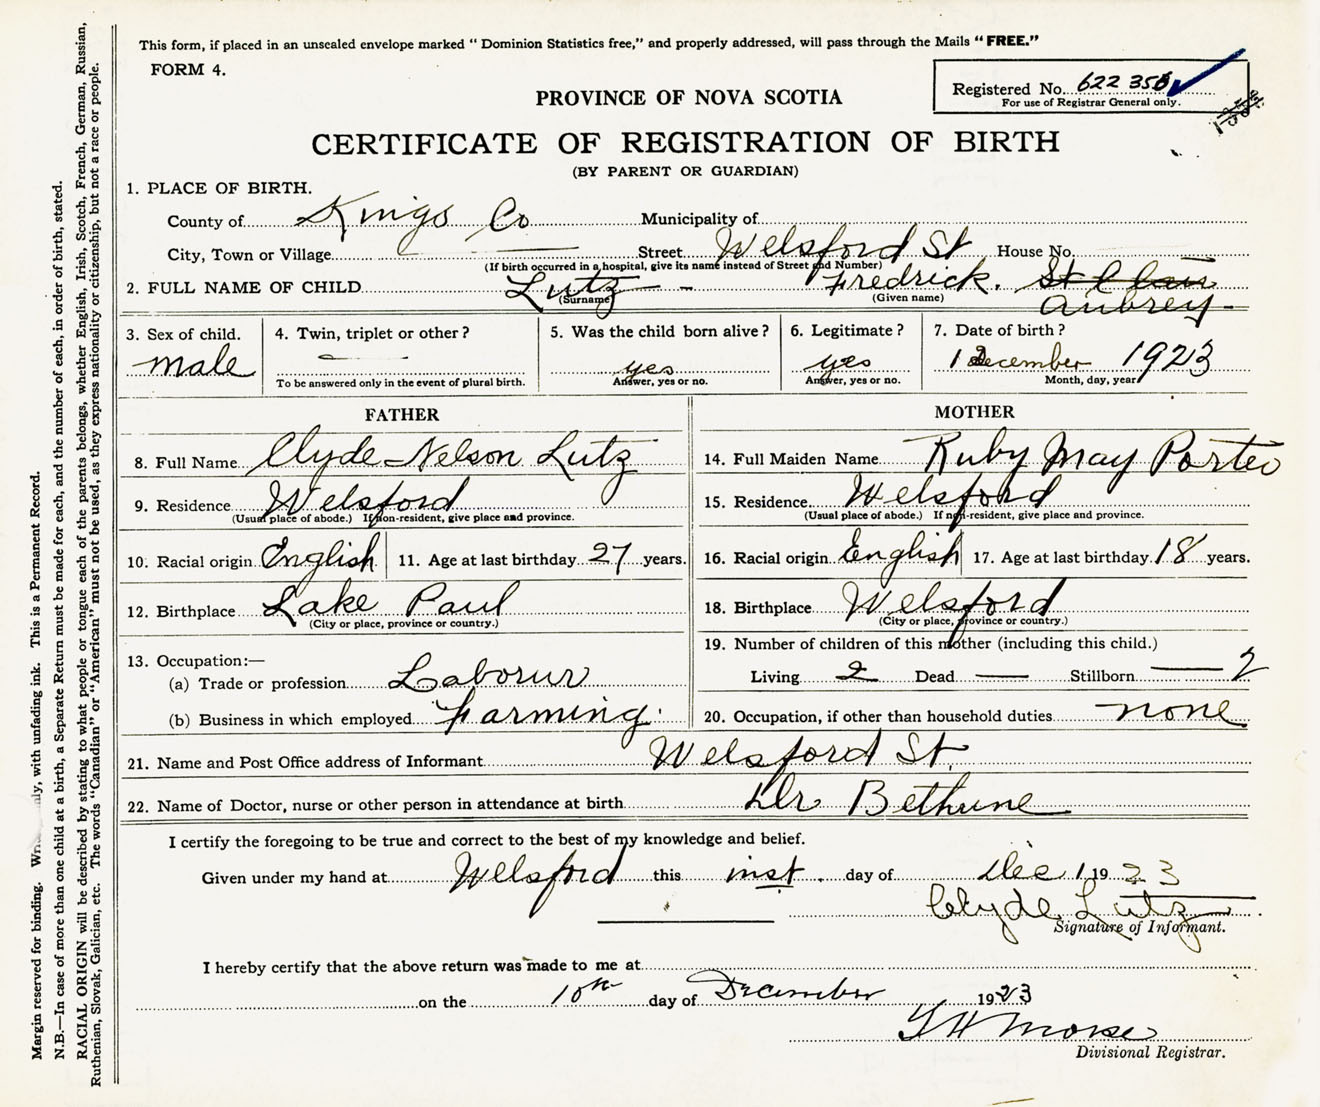 This form, if placed in an unsealed envelope marked " Dominion Statistics free," and properly addressed, will pass through the Mails "FREE."
FORM 4.
Registered No. 622 356
For use of Registrar General only.
PROVINCE OF NOVA SCOTIA
CERTIFICATE OF REGISTRATION OF BIRTH
(BY PARENT OR GUARDIAN)
1. PLACE OF BIRTH.
County of Kings Co Municipality of
City, Town or Village Street Welsford St House No.
(If birth occurred in a hospital, give its name instead of Street and Number)
2. FULL NAME OF CHILD Lutz - Fredrick. St Clair
(Surname) (Given name) Aubrey -
3. Sex of child. 4. Twin, triplet or other? 5. Was the child born alive? 6. Legitimate? 7. Date of birth?
male yes yes 1 December 1923
To be answered only in the event of plural birth. Answer, yes or no. Answer, yes or no. Month, day, year
FATHER MOTHER
8. Full Name Clyde Nelson Lutz 14. Full Maiden Name Ruby May Porter
9. Residence Welsford 15. Residence Welsford
(Usual place of abode.) If non-resident, give place and province. (Usual place of abode.) If non-resident, give place and province.
10. Racial origin English 11. Age at last birthday 27 years. 16. Racial origin English 17. Age at last birthday 18 years.
12. Birthplace Lake Paul 18. Birthplace Welsford
(City or place, province or country.) (City or place, province or country.)
13. Occupation:— 19. Number of children of this mother (including this child.)
(a) Trade or profession Laborur Living 2 Dead — Stillborn — 2
(b) Business in which employed Farming. 20. Occupation, if other than household duties none
21. Name and Post Office address of Informant Welsford St.
22. Name of Doctor, nurse or other person in attendance at birth Dr Bethune
I certify the foregoing to be true and correct to the best of my knowledge and belief.
Given under my hand at Welsford this inst. day of Dec 1 1923
Clyde Lutz
Signature of Informant.
I hereby certify that the above return was made to me at
on the 10th day of December 1923
Morse
Divisional Registrar.
Margin reserved for binding. ly, with unfading ink. This is a Permanent Record.
N.B.—In case of more than one child at a birth, a Separate Return must be made for each, and the number of each, in order of birth, stated.
RACIAL ORIGIN will be described by stating to what people or tongue each of the parents belongs, whether English, Irish, Scotch, French, German, Russian,
Ruthenian, Slovak, Galician, etc. The words "Canadian" or "American" must not be used, as they express nationality or citizenship, but not a race or people.